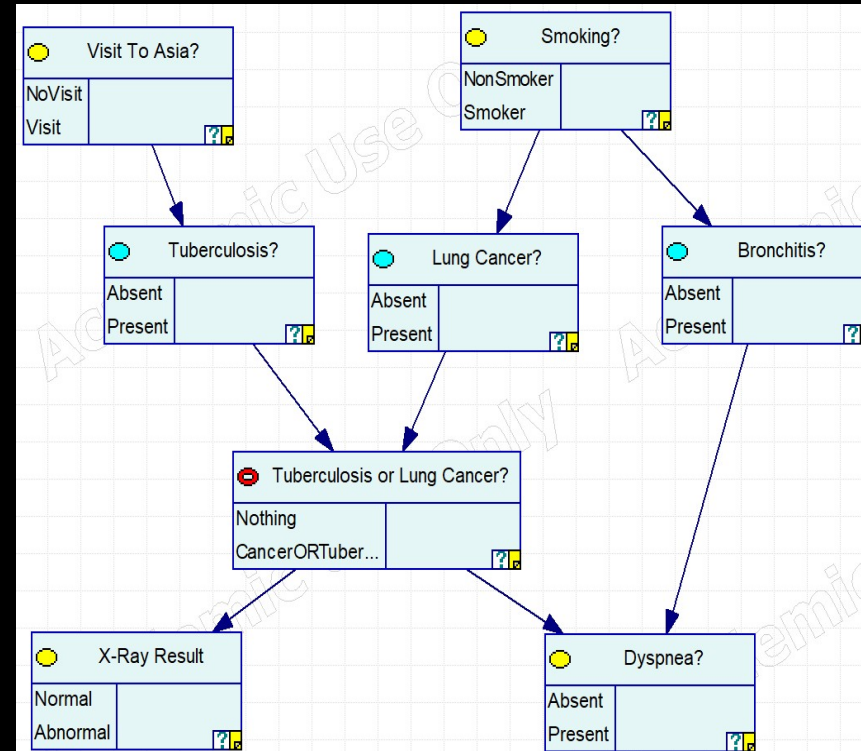 Visit To Asia?
NoVisit
Visit
?
Smoking?
NonSmoker
Smoker
?
Tuberculosis?
Absent
Present
?
Lung Cancer?
Absent
Present
?
Bronchitis?
Absent
Present
?
Tuberculosis or Lung Cancer?
Nothing
CancerORTuber...
?
X-Ray Result
Normal
Abnormal
?
Dyspnea?
Absent
Present
?